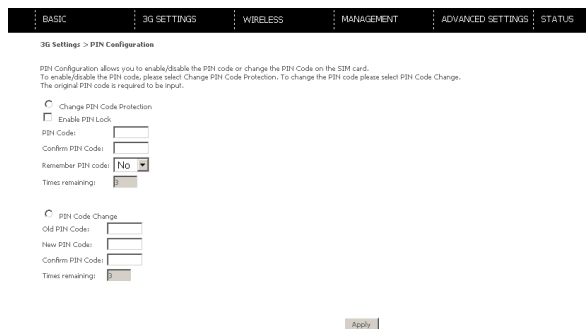 BASIC 3G SETTINGS WIRELESS MANAGEMENT ADVANCED SETTINGS STATUS
3G Settings > PIN Configuration
PIN Configuration allows you to enable/disable the PIN code or change the PIN Code on the SIM card.
To enable/disable the PIN code, please select Change PIN Code Protection. To change the PIN code please select PIN Code Change.
The original PIN code is required to be input.
Change PIN Code Protection
Enable PIN Lock
PIN Code:
Confirm PIN Code:
Remember PIN code: No
Times remaining: 3
PIN Code Change
Old PIN Code:
New PIN Code:
Confirm PIN Code:
Times remaining: 3
Apply